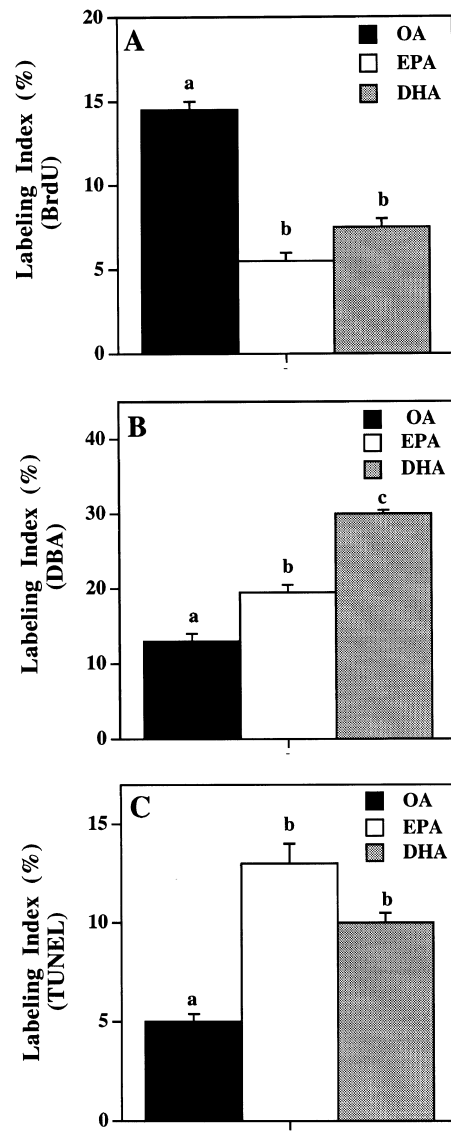 A
OA
EPA
DHA
Labeling Index (%)
(BrdU)
20
15
10
5
0
a
b
b
B
OA
EPA
DHA
Labeling Index (%)
(DBA)
40
30
20
10
0
a
b
c
C
OA
EPA
DHA
Labeling Index (%)
(TUNEL)
15
10
5
0
a
b
b